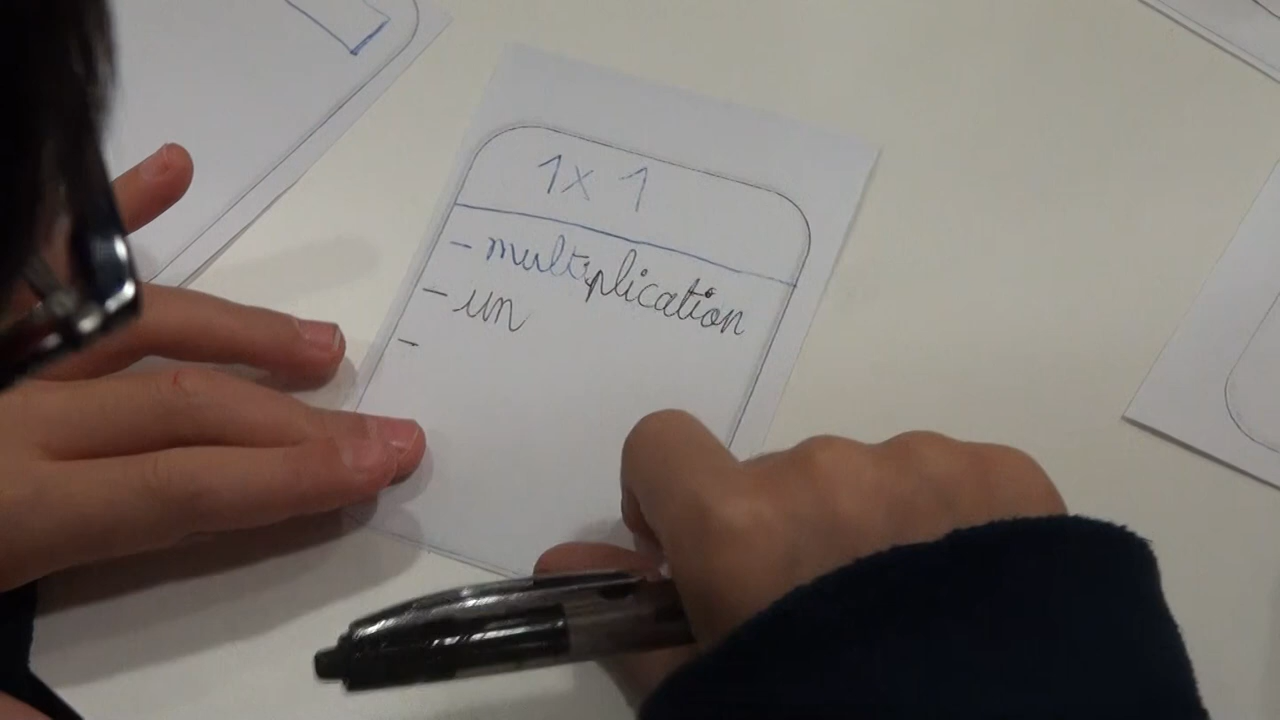 1x 1
- multiplication
- un
-